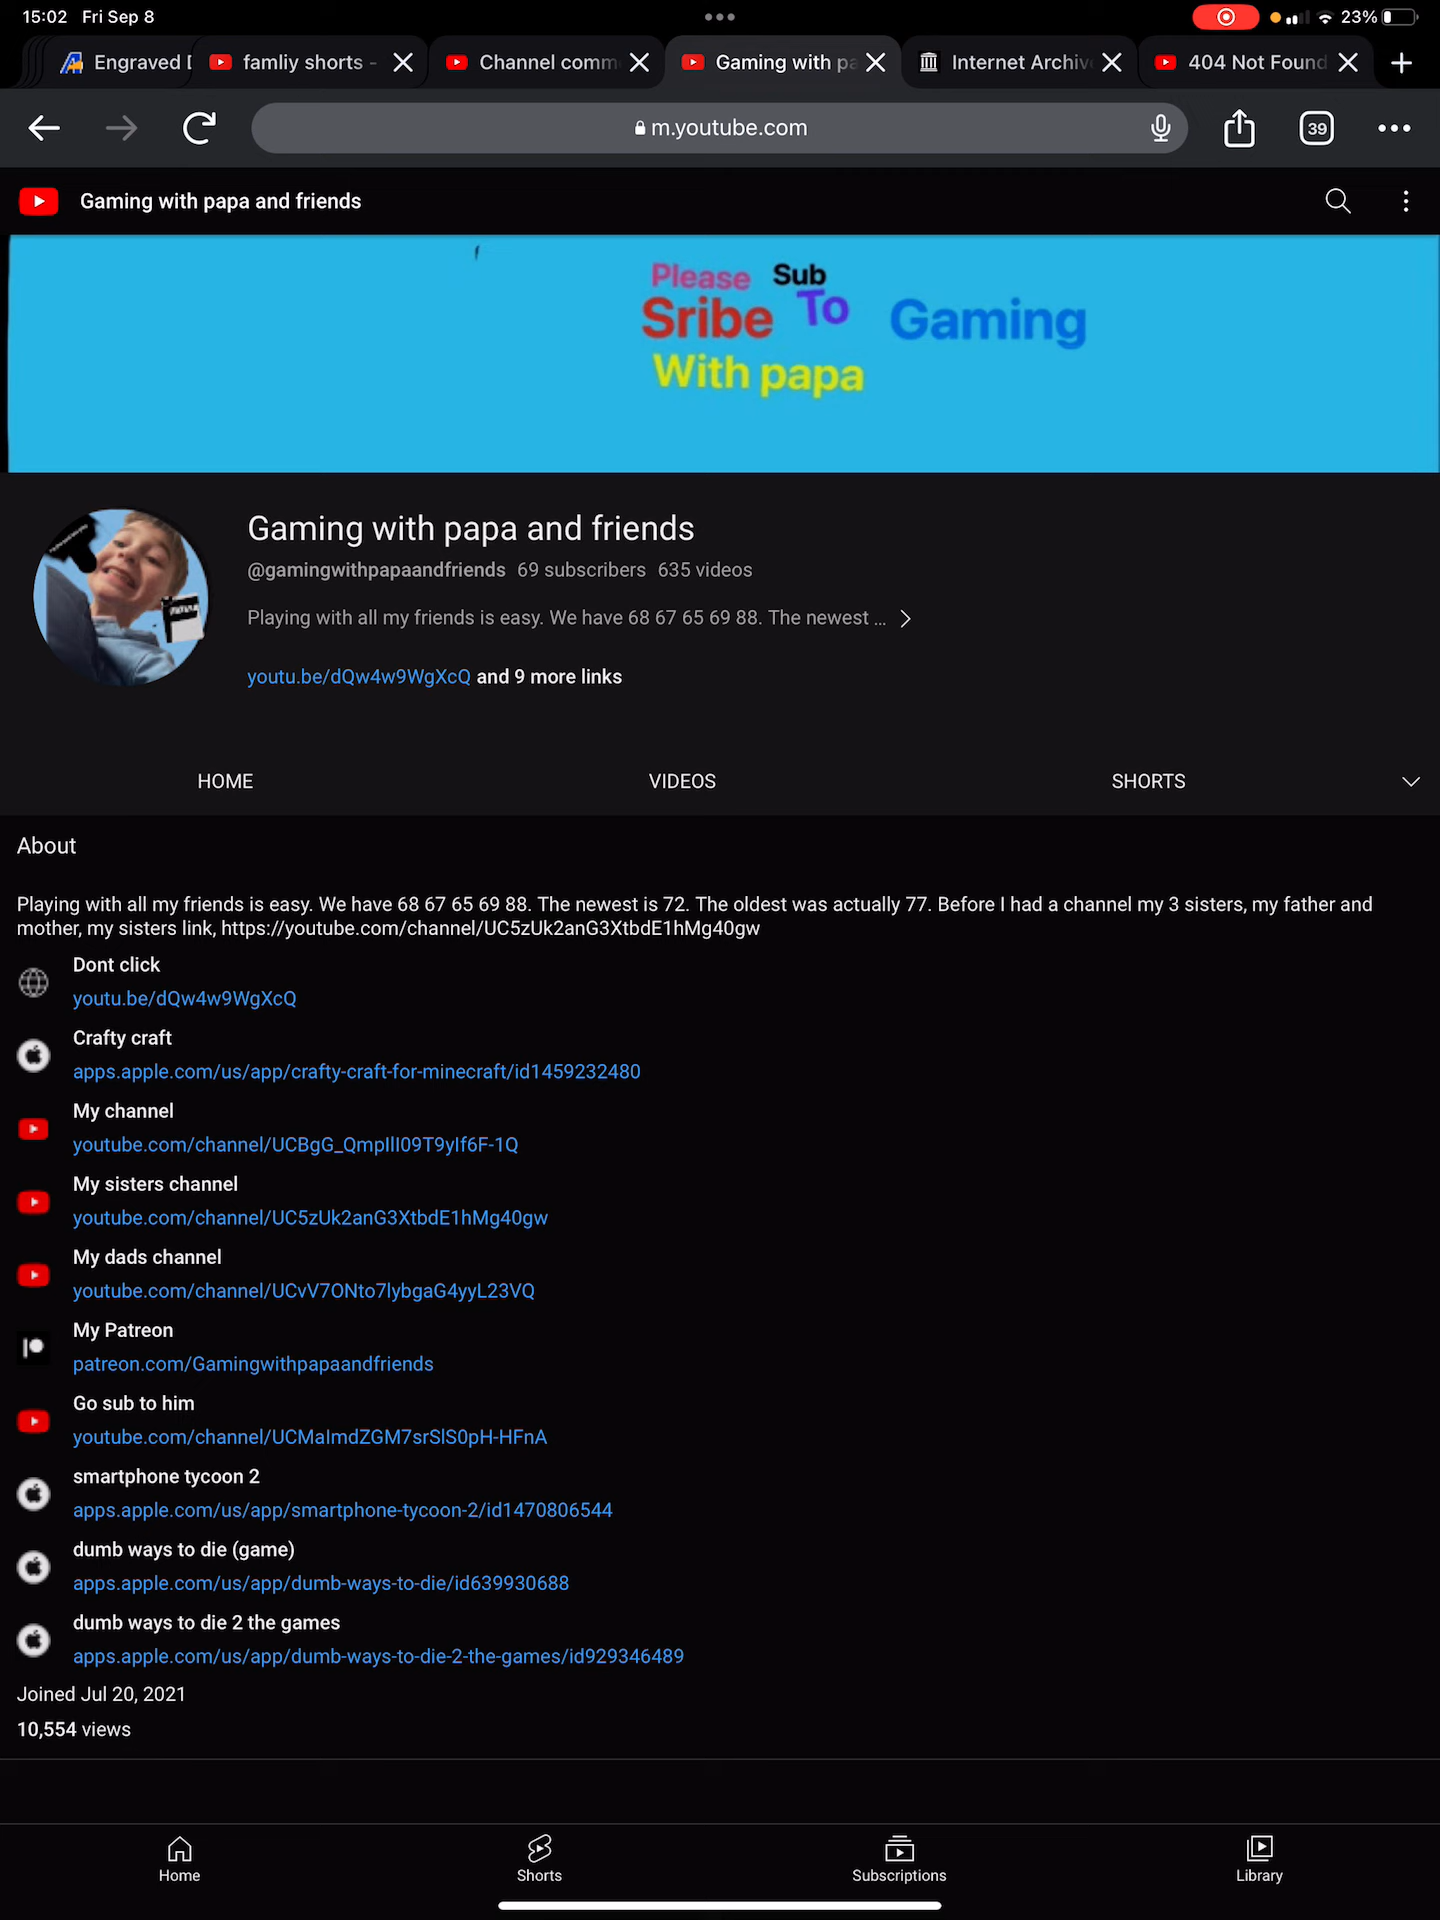 15:02 Fri Sep 8
23%
Engraved
famliy shorts -
Channel comm
Gaming with pa
Internet Archiv
404 Not Found
m.youtube.com
39
Gaming with papa and friends
Please Sub
Sribe To Gaming
With papa
Gaming with papa and friends
@gamingwithpapaandfriends 69 subscribers 635 videos
Playing with all my friends is easy. We have 68 67 65 69 88. The newest ...
youtu.be/dQw4w9WgXcQ and 9 more links
HOME VIDEOS SHORTS
About
Playing with all my friends is easy. We have 68 67 65 69 88. The newest is 72. The oldest was actually 77. Before I had a channel my 3 sisters, my father and
mother, my sisters link, https://youtube.com/channel/UC5zUk2anG3XtbdE1hMg40gw
Dont click
youtu.be/dQw4w9WgXcQ
Crafty craft
apps.apple.com/us/app/crafty-craft-for-minecraft/id1459232480
My channel
youtube.com/channel/UCBgG_QmpIlI09T9yIf6F-1Q
My sisters channel
youtube.com/channel/UC5zUk2anG3XtbdE1hMg40gw
My dads channel
youtube.com/channel/UCvV7ONto7lybgaG4yyL23VQ
My Patreon
patreon.com/Gamingwithpapaandfriends
Go sub to him
youtube.com/channel/UCMaImdZGM7srSlS0pH-HFnA
smartphone tycoon 2
apps.apple.com/us/app/smartphone-tycoon-2/id1470806544
dumb ways to die (game)
apps.apple.com/us/app/dumb-ways-to-die/id639930688
dumb ways to die 2 the games
apps.apple.com/us/app/dumb-ways-to-die-2-the-games/id929346489
Joined Jul 20, 2021
10,554 views
Home Shorts Subscriptions Library